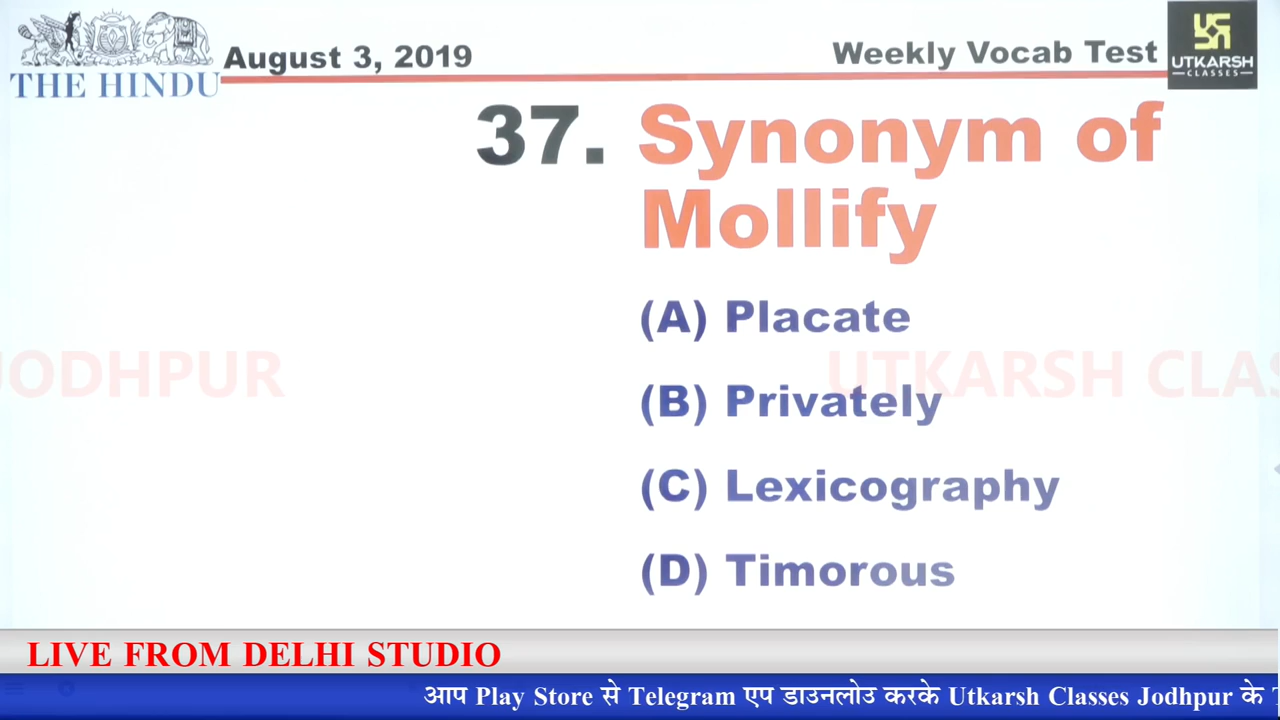 THE HINDU
August 3, 2019
Weekly Vocab Test
UTKARSH
CLASSES
37. Synonym of
Mollify
(A) Placate
(B) Privately
(C) Lexicography
(D) Timorous
JODHPUR
UTKARSH CLAS
LIVE FROM DELHI STUDIO
आप Play Store से Telegram एप डाउनलोउ करके Utkarsh Classes Jodhpur के